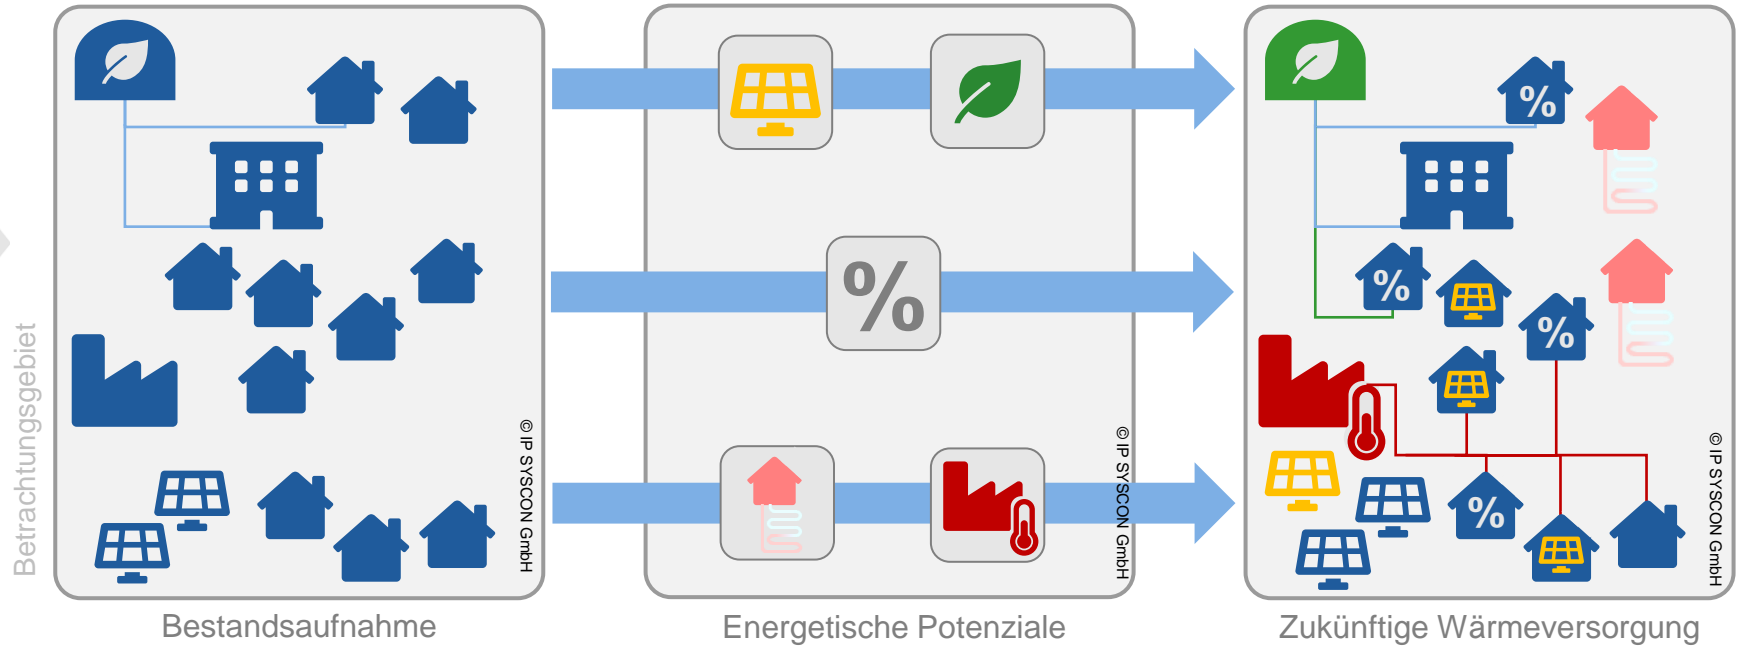 Betrachtungsgebiet
© IP SYSCON GmbH
Bestandsaufnahme
%
© IP SYSCON GmbH
Energetische Potenziale
%
%
%
%
© IP SYSCON GmbH
Zukünftige Wärmeversorgung